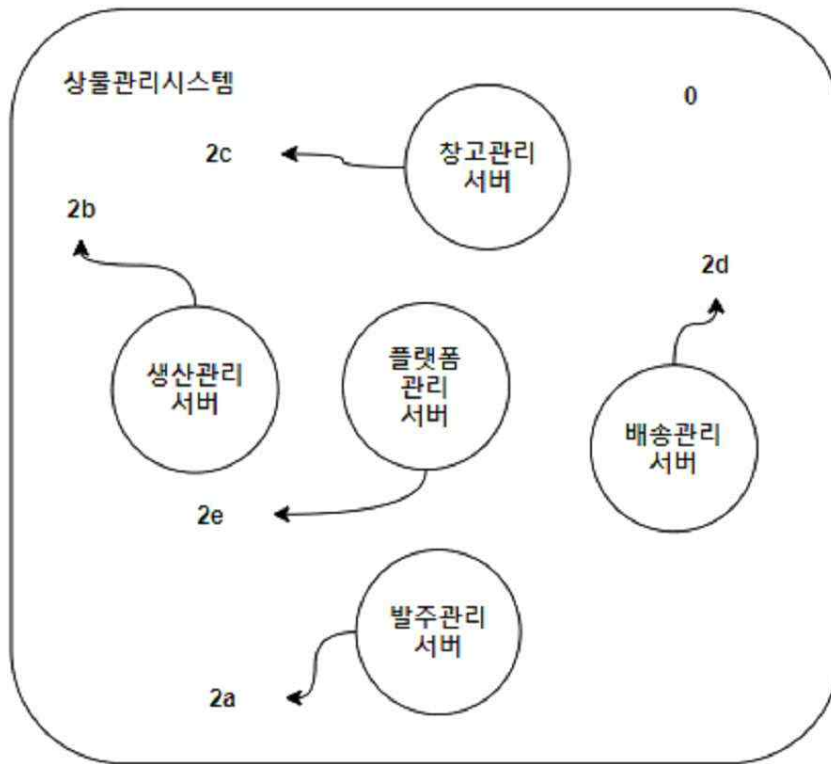 상물관리시스템
0
2c
창고관리
서버
2b
2d
생산관리
서버
플랫폼
관리
서버
배송관리
서버
2e
발주관리
서버
2a